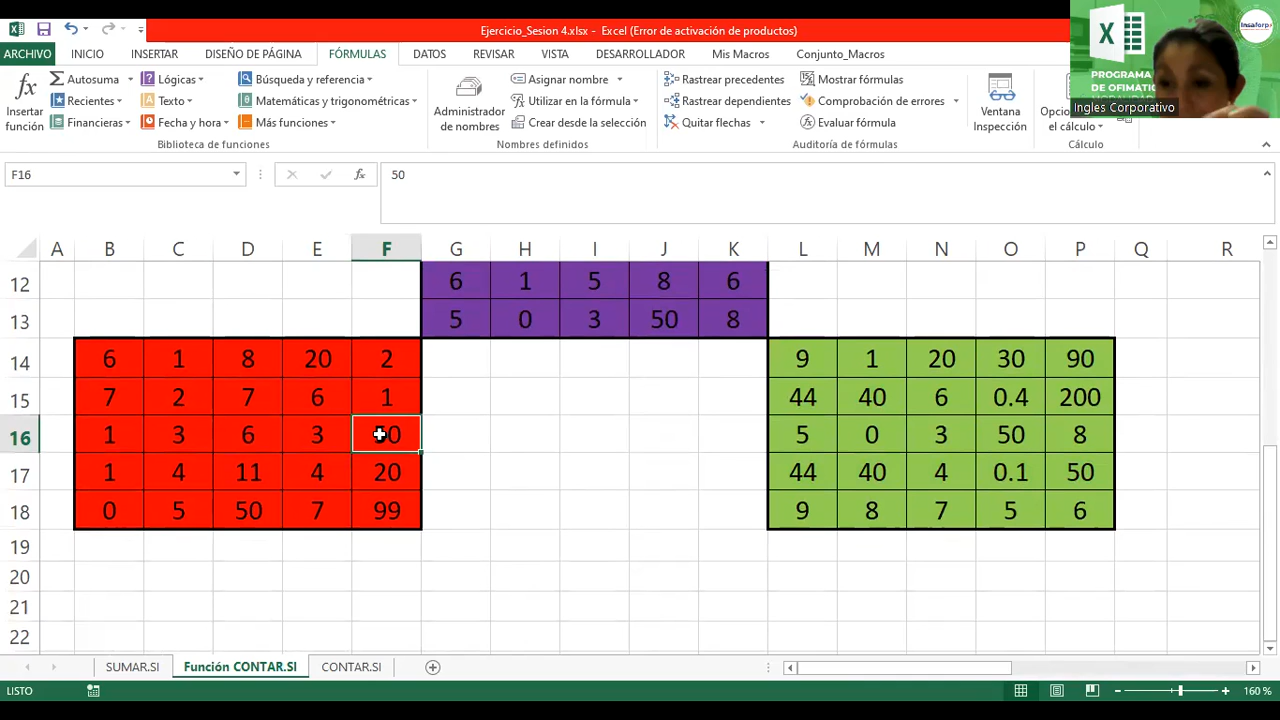 Ejercicio_Sesion 4.xlsx - Excel (Error de activación de productos)
ARCHIVO INICIO INSERTAR DISEÑO DE PÁGINA FÓRMULAS DATOS REVISAR VISTA DESARROLLADOR Mis Macros Conjunto_Macros
Insertar función
Autosuma
Recientes
Financieras
Lógicas
Texto
Fecha y hora
Búsqueda y referencia
Matemáticas y trigonométricas
Más funciones
Biblioteca de funciones
Administrador de nombres
Asignar nombre
Utilizar en la fórmula
Crear desde la selección
Nombres definidos
Rastrear precedentes
Rastrear dependientes
Quitar flechas
Mostrar fórmulas
Comprobación de errores
Evaluar fórmula
Auditoría de fórmulas
Ventana Inspección
el cálculo
Cálculo
PROGRAMA
DE OFIMATIC
Ingles Corporativo
Insaforp
F16 fx 50
A B C D E F G H I J K L M N O P Q R
12 6 1 5 8 6
13 5 0 3 50 8
14 6 1 8 20 2 9 1 20 30 90
15 7 2 7 6 1 44 40 6 0.4 200
16 1 3 6 3 50 5 0 3 50 8
17 1 4 11 4 20 44 40 4 0.1 50
18 0 5 50 7 99 9 8 7 5 6
19
20
21
22
SUMAR.SI Función CONTAR.SI CONTAR.SI
LISTO 160 %